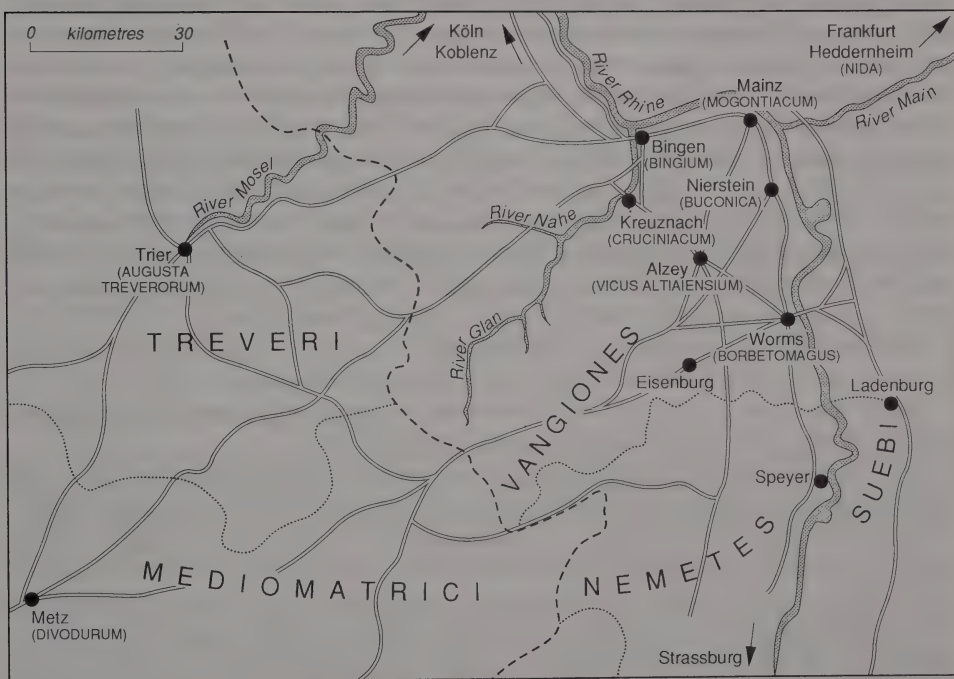 0 kilometres 30
Köln
Koblenz
Frankfurt
Heddernheim
(NIDA)
River Rhine
Mainz
(MOGONTIACUM)
River Main
Bingen
(BINGIUM)
River Mosel
Nierstein
(BUCONICA)
River Nahe
Kreuznach
(CRUCINIACUM)
Trier
(AUGUSTA
TREVERORUM)
Alzey
(VICUS ALTIAIENSIUM)
TREVERI
River Glan
Worms
(BORBETOMAGUS)
VANGIONES
Eisenburg
Ladenburg
SUEBI
Speyer
MEDIOMATRICI
NEMETES
Metz
(DIVODURUM)
Strassburg